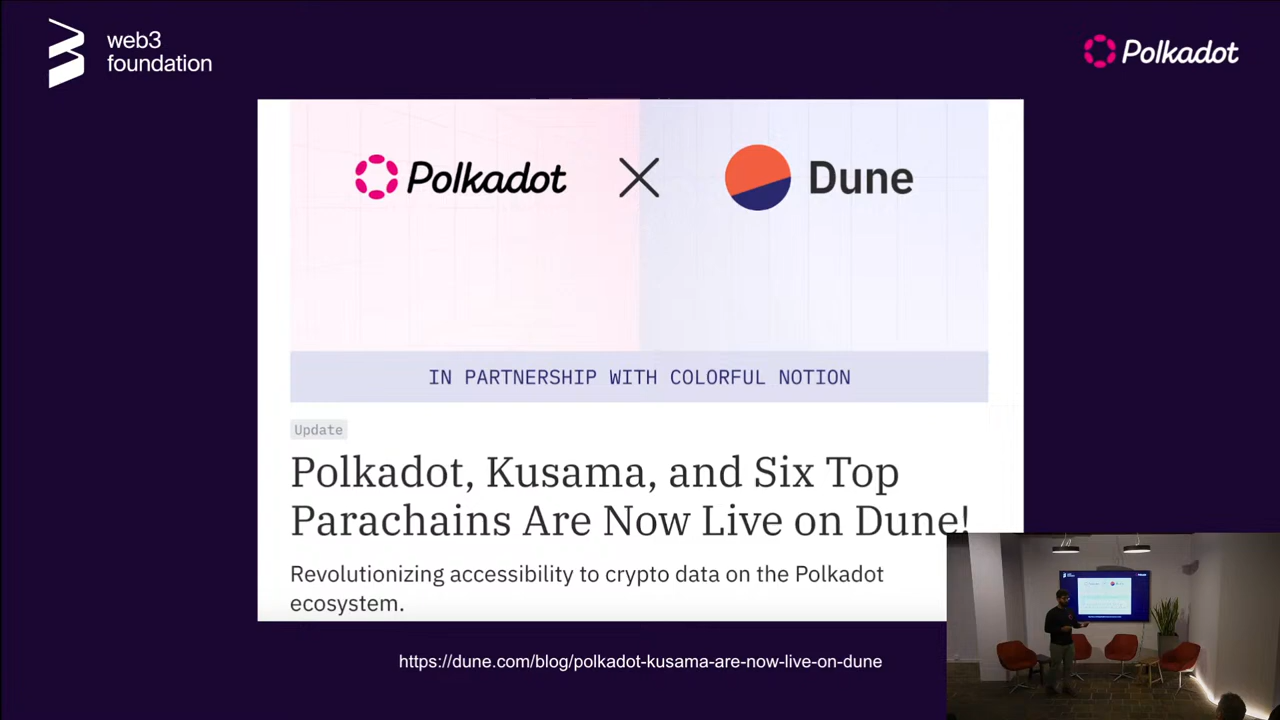 web3
foundation
Polkadot
Polkadot
Dune
IN PARTNERSHIP WITH COLORFUL NOTION
Update
Polkadot, Kusama, and Six Top
Parachains Are Now Live on Dune!
Revolutionizing accessibility to crypto data on the Polkadot
ecosystem.
https://dune.com/blog/polkadot-kusama-are-now-live-on-dune